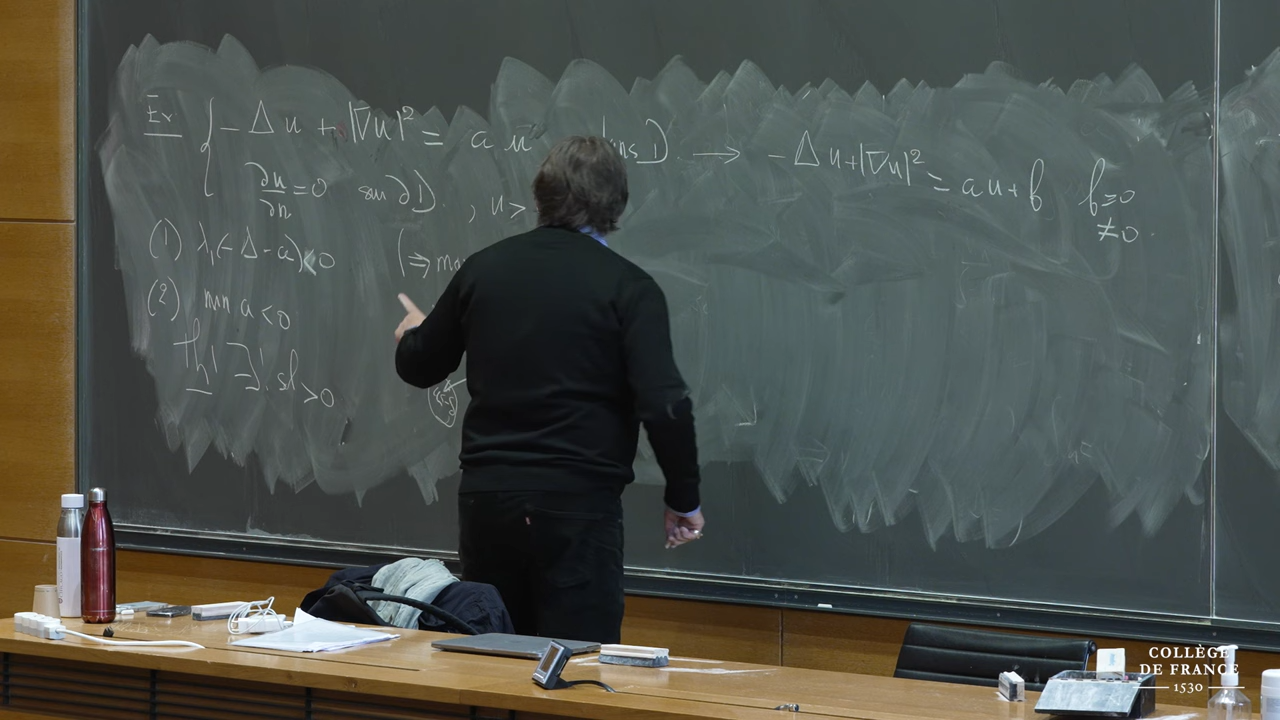 Ex { -Δu + |∇u|² = a u dans D. → -Δu + |∇u|² = au + b b≥0
∂u/∂n = 0 sur ∂D. , u > ≠0.
(1) λ₁(-Δ-a) < 0 (⇒ 
(2) min a < 0
th! ∃! sol >0
COLLÈGE
DE FRANCE
1530